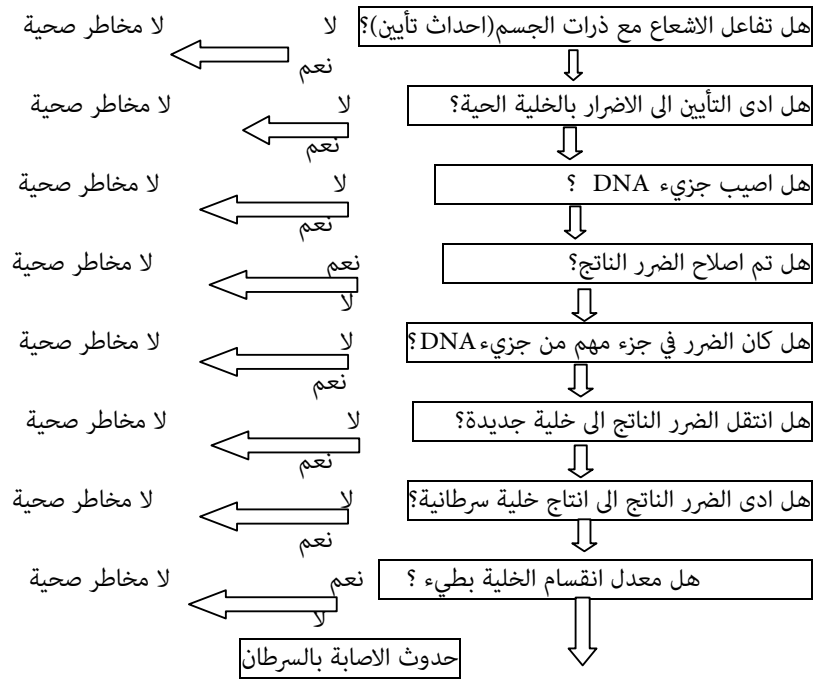 هل تفاعل الاشعاع مع ذرات الجسم(احداث تأيين)؟ لا لا مخاطر صحية
نعم
هل ادى التأيين الى الاضرار بالخلية الحية؟ لا لا مخاطر صحية
نعم
هل اصيب جزيء DNA ؟ لا لا مخاطر صحية
نعم
هل تم اصلاح الضرر الناتج؟ نعم لا مخاطر صحية
لا
هل كان الضرر في جزء مهم من جزيء DNA؟ لا لا مخاطر صحية
نعم
هل انتقل الضرر الناتج الى خلية جديدة؟ لا لا مخاطر صحية
نعم
هل ادى الضرر الناتج الى انتاج خلية سرطانية؟ لا لا مخاطر صحية
نعم
هل معدل انقسام الخلية بطيء ؟ نعم لا مخاطر صحية
لا
حدوث الاصابة بالسرطان